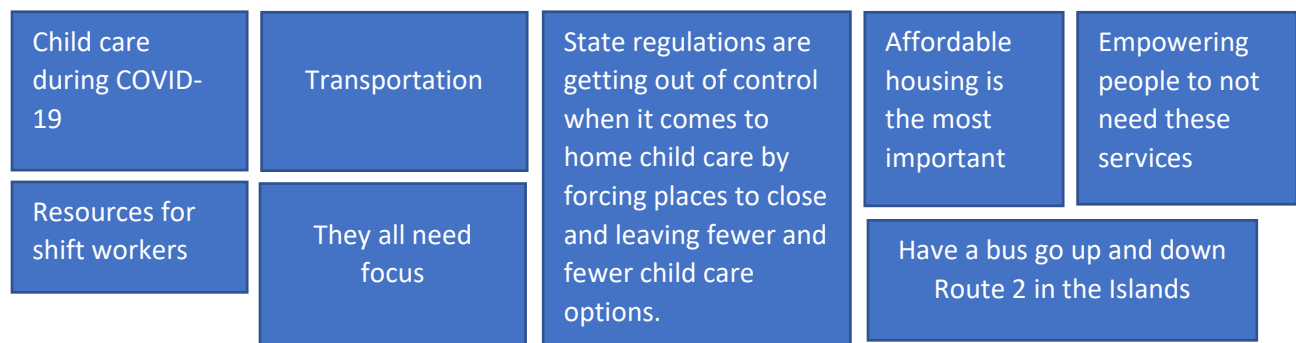 Child care
during COVID-
19
Transportation
State regulations are
getting out of control
when it comes to
home child care by
forcing places to close
and leaving fewer and
fewer child care
options.
Affordable
housing is
the most
important
Empowering
people to not
need these
services
Resources for
shift workers
They all need
focus
Have a bus go up and down
Route 2 in the Islands